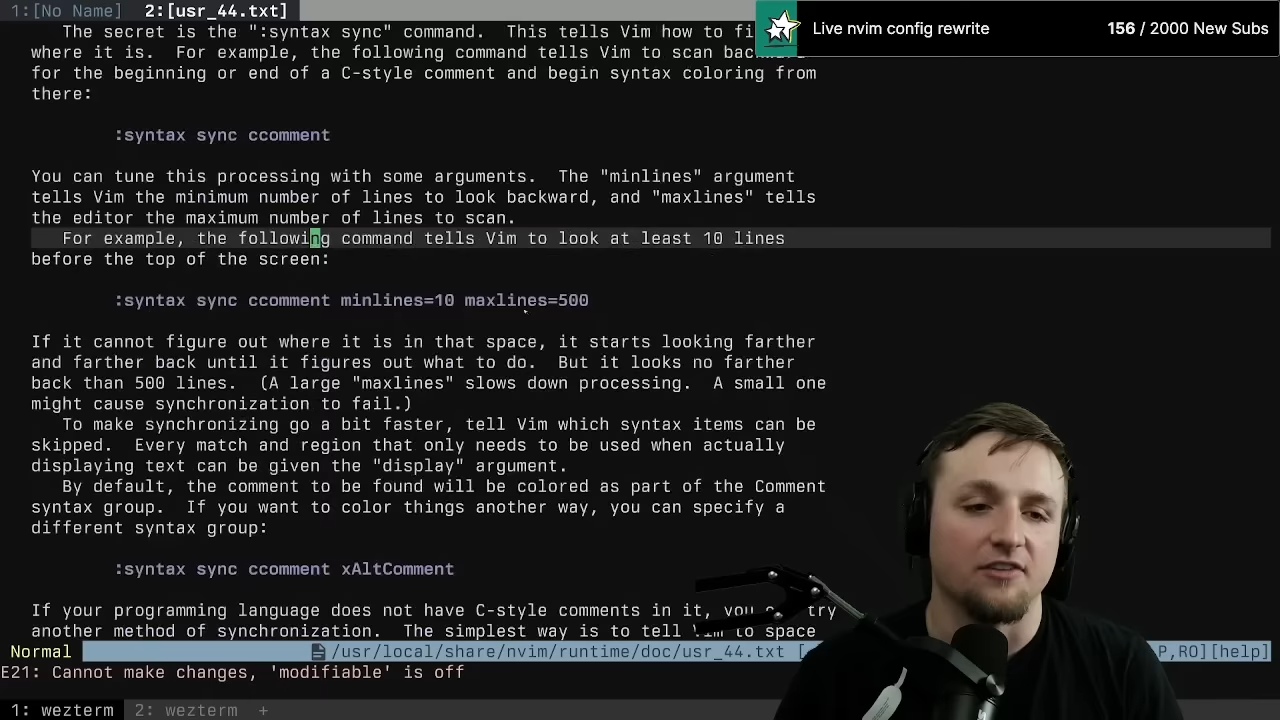 1:[No Name]  2:[usr_44.txt]
Live nvim config rewrite
156 / 2000 New Subs
The secret is the ":syntax sync" command.  This tells Vim how to
where it is.  For example, the following command tells Vim to scan
for the beginning or end of a C-style comment and begin syntax coloring from
there:
:syntax sync ccomment
You can tune this processing with some arguments.  The "minlines" argument
tells Vim the minimum number of lines to look backward, and "maxlines" tells
the editor the maximum number of lines to scan.
For example, the following command tells Vim to look at least 10 lines
before the top of the screen:
:syntax sync ccomment minlines=10 maxlines=500
If it cannot figure out where it is in that space, it starts looking farther
and farther back until it figures out what to do.  But it looks no farther
back than 500 lines.  (A large "maxlines" slows down processing.  A small one
might cause synchronization to fail.)
To make synchronizing go a bit faster, tell Vim which syntax items can be
skipped.  Every match and region that only needs to be used when actually
displaying text can be given the "display" argument.
By default, the comment to be found will be colored as part of the Comment
syntax group.  If you want to color things another way, you can specify a
different syntax group:
:syntax sync ccomment xAltComment
If your programming language does not have C-style comments in it, you can try
another method of synchronization.  The simplest way is to tell Vim to space
Normal
/usr/local/share/nvim/runtime/doc/usr_44.txt [ P,RO][help]
E21: Cannot make changes, 'modifiable' is off
1: wezterm  2: wezterm  +